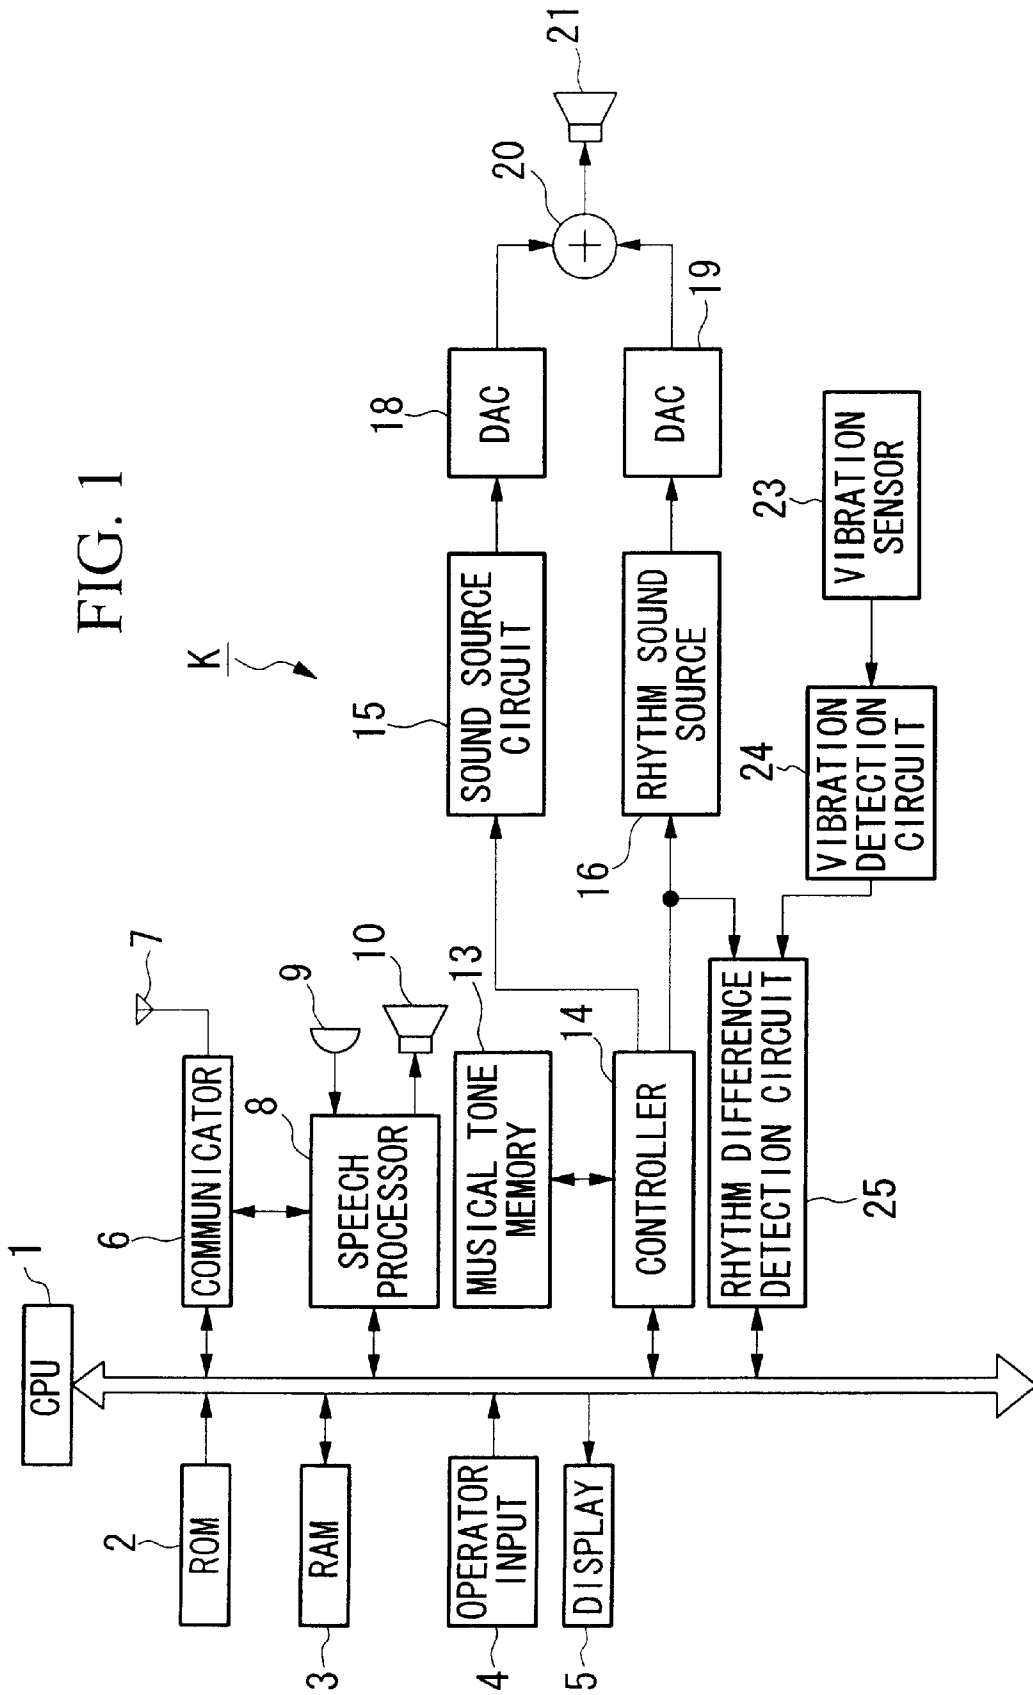 FIG. 1
K
1
CPU
2
ROM
3
RAM
4
OPERATOR
INPUT
5
DISPLAY
6
COMMUNICATOR
7
8
SPEECH
PROCESSOR
9
10
13
MUSICAL TONE
MEMORY
14
CONTROLLER
15
SOUND SOURCE
CIRCUIT
16
RHYTHM SOUND
SOURCE
18
DAC
19
DAC
20
21
23
VIBRATION
SENSOR
24
VIBRATION
DETECTION
CIRCUIT
25
RHYTHM DIFFERENCE
DETECTION CIRCUIT